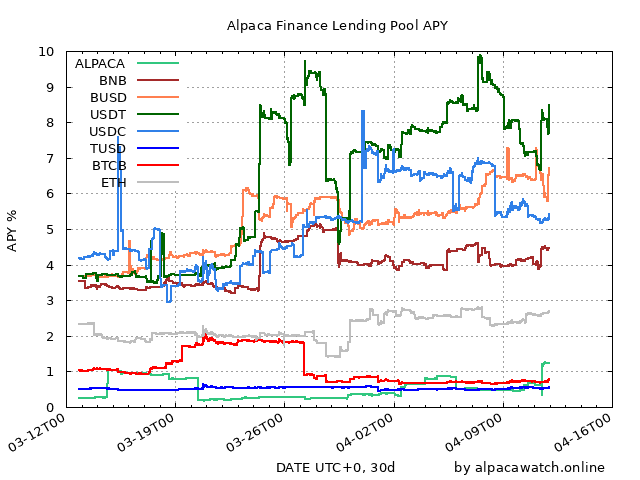 Alpaca Finance Lending Pool APY
10
9
8
7
6
5
4
3
2
1
0
APY %
ALPACA
BNB
BUSD
USDT
USDC
TUSD
BTCB
ETH
03-12T00
03-19T00
03-26T00
04-02T00
04-09T00
04-16T00
DATE UTC+0, 30d
by alpacawatch.online